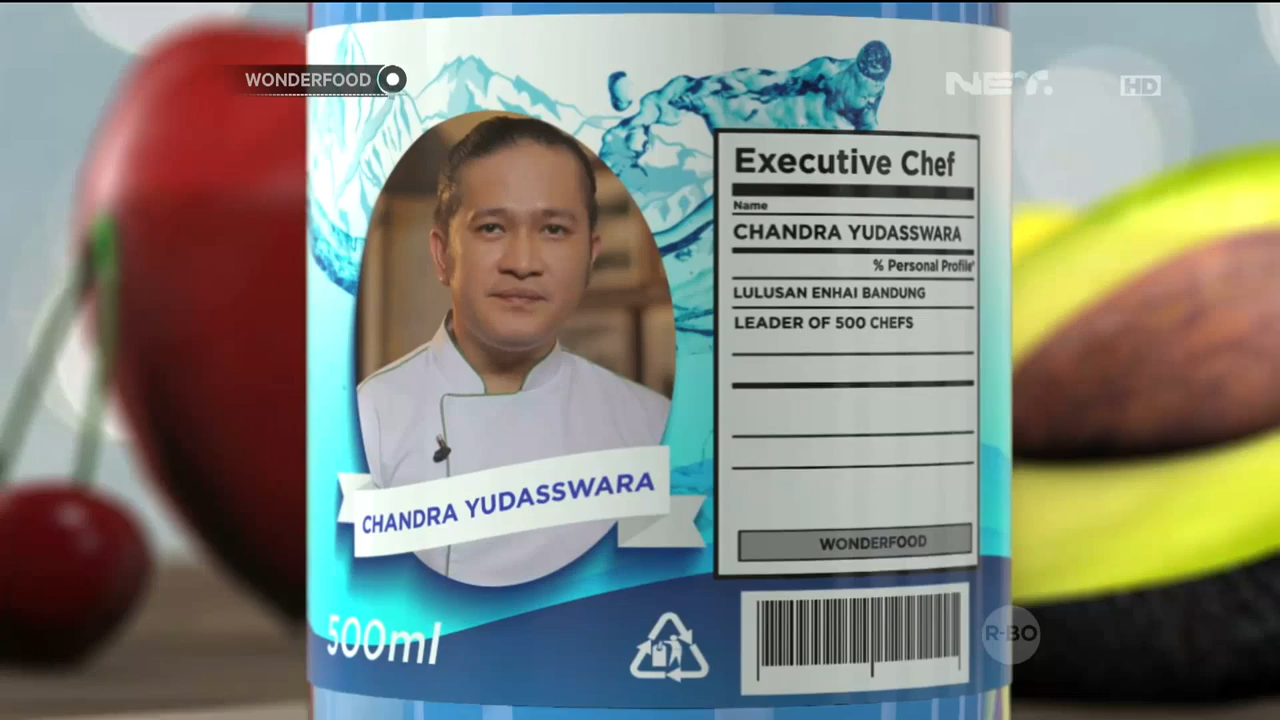 WONDERFOOD
NET.
HD
Executive Chef
Name
CHANDRA YUDASSWARA
% Personal Profile*
LULUSAN ENHAI BANDUNG
LEADER OF 500 CHEFS
WONDERFOOD
CHANDRA YUDASSWARA
500ml
R-BO